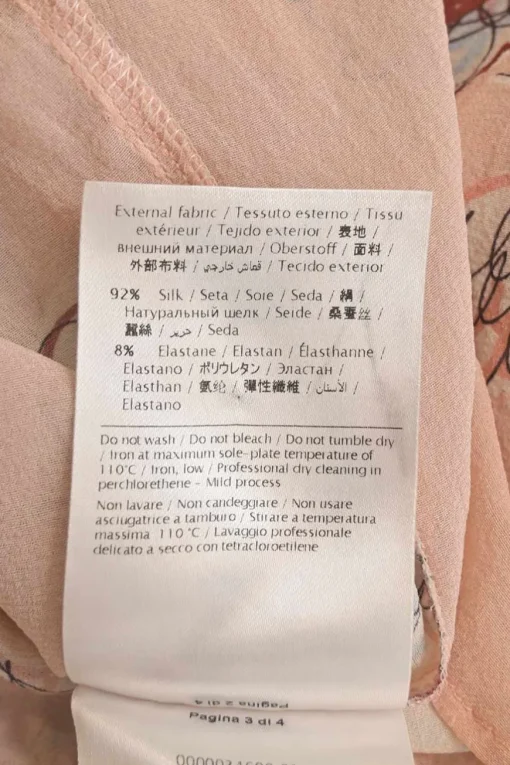 External fabric / Tessuto esterno / Tissu
extérieur / Tejido exterior / 表地 /
внешний материал / Oberstoff / 面料 /
外部布料 / قماش خارجي / Tecido exterior
92% Silk / Seta / Soie / Seda / 絹 /
Натуральный шелк / Seide / 桑蚕丝 /
蠶絲 / حرير / Seda
8% Elastane / Elastan / Élasthanne /
Elastano / ポリウレタン / Эластан /
Elasthan / 氨纶 / 彈性纖維 / الأستان /
Elastano
Do not wash / Do not bleach / Do not tumble dry
/ Iron at maximum sole-plate temperature of
110°C / Iron, low / Professional dry cleaning in
perchlorethene - Mild process
Non lavare / Non candeggiare / Non usare
asciugatrice a tamburo / Stirare a temperatura
massima 110 °C / Lavaggio professionale
delicato a secco con tetracloroetilene
Pagina 2 di 4
Pagina 3 di 4